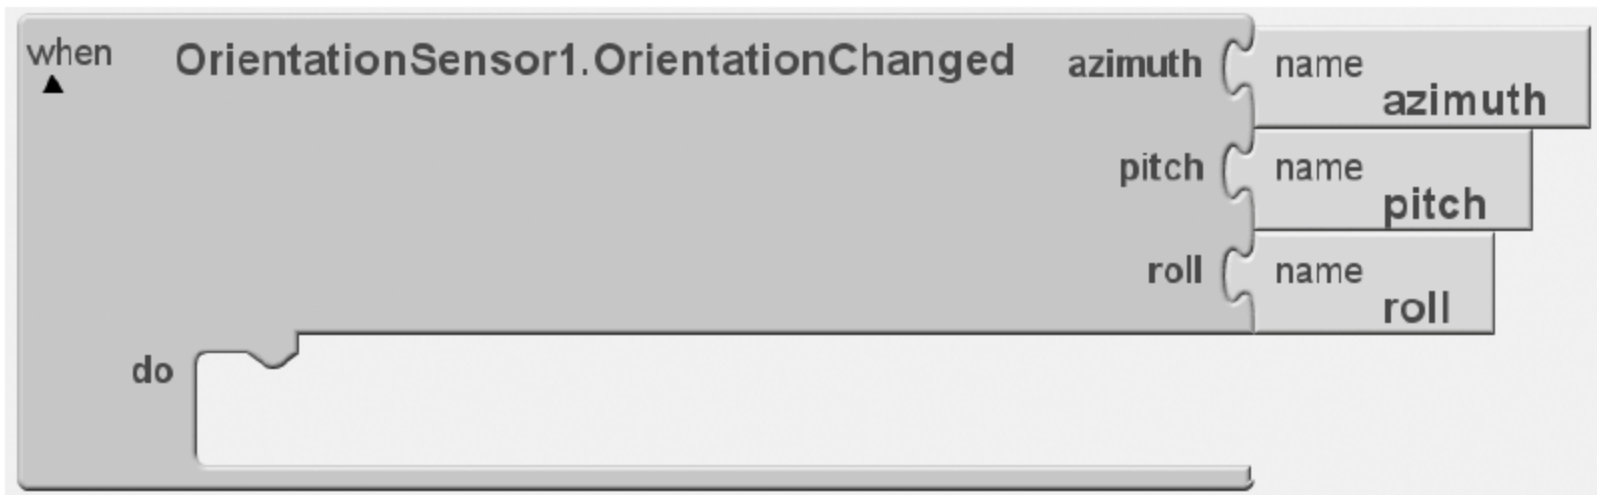 when OrientationSensor1.OrientationChanged azimuth name
azimuth
pitch name
pitch
roll name
roll
do